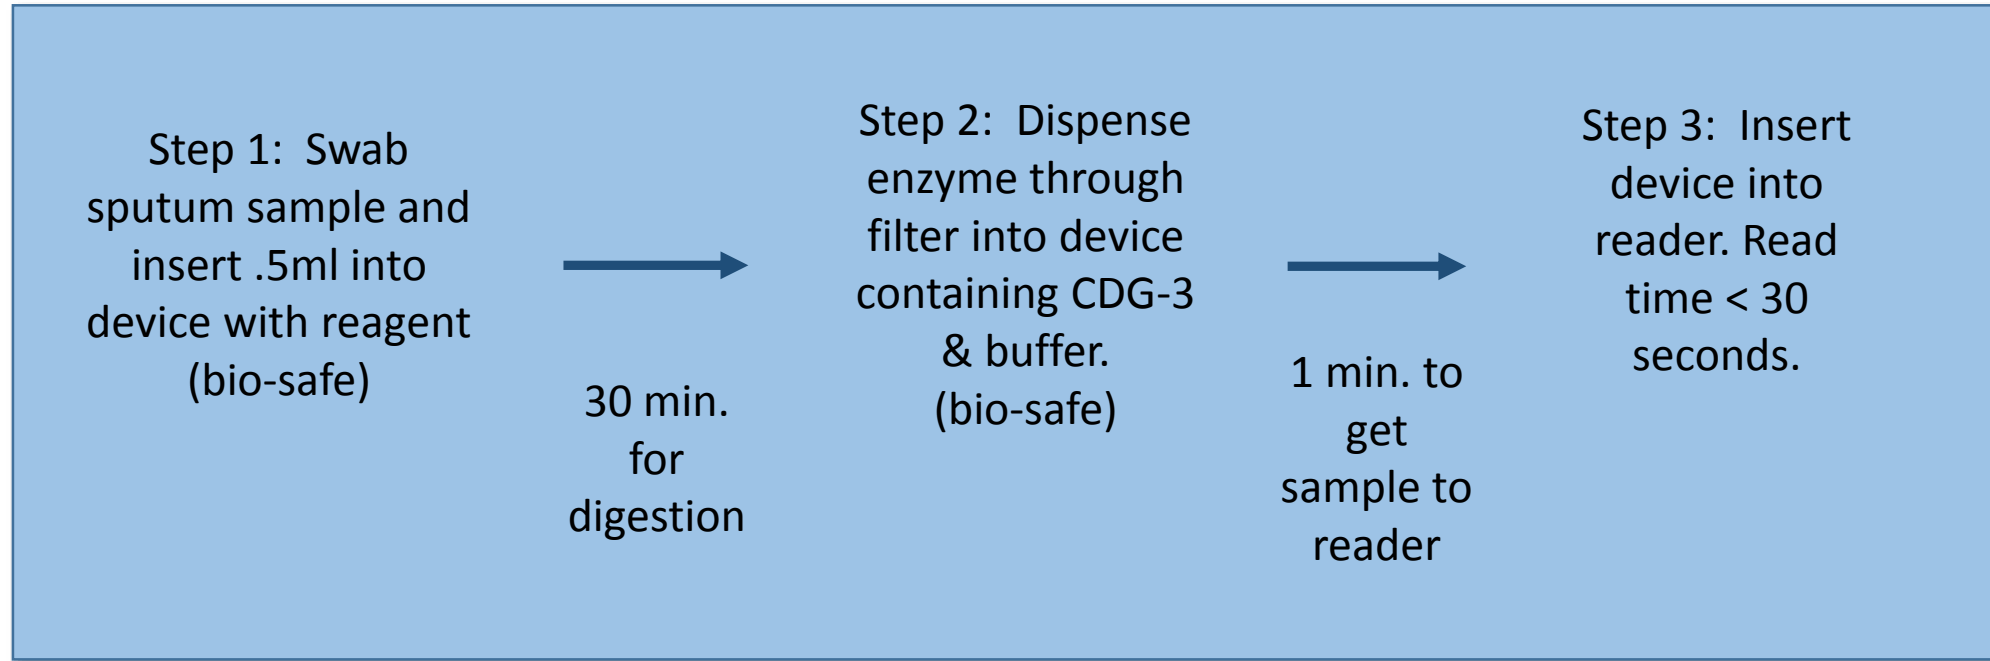 Step 1:  Swab
sputum sample and
insert .5ml into
device with reagent
(bio-safe)
30 min.
for
digestion
Step 2:  Dispense
enzyme through
filter into device
containing CDG-3
& buffer.
(bio-safe)
1 min. to
get
sample to
reader
Step 3:  Insert
device into
reader. Read
time < 30
seconds.